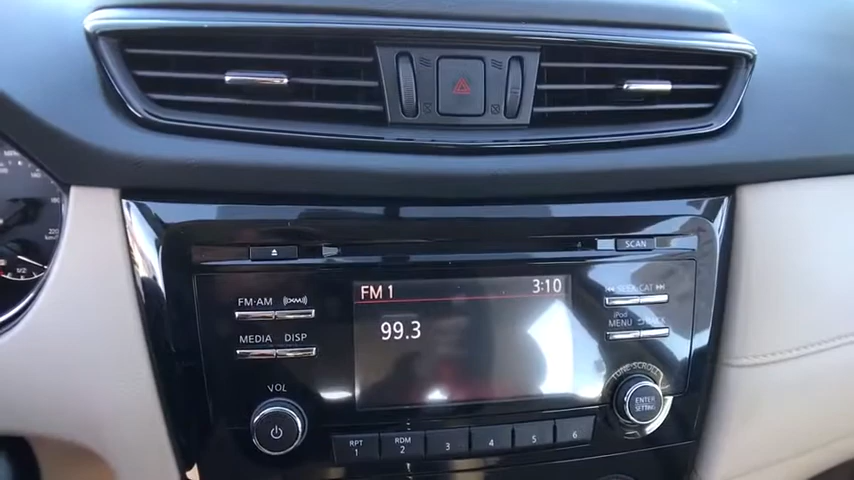 SCAN
FM·AM
SEEK·CAT
FM 1
3:10
iPod
MENU
BACK
MEDIA
DISP
99.3
TUNE·SCROLL
VOL
ENTER
SETTING
RPT
1
RDM
2
3
4
5
6